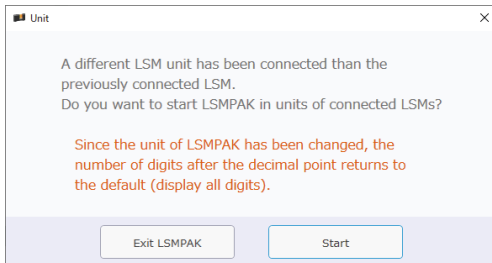 Unit
A different LSM unit has been connected than the
previously connected LSM.
Do you want to start LSMPAK in units of connected LSMs?
Since the unit of LSMPAK has been changed, the
number of digits after the decimal point returns to
the default (display all digits).
Exit LSMPAK
Start